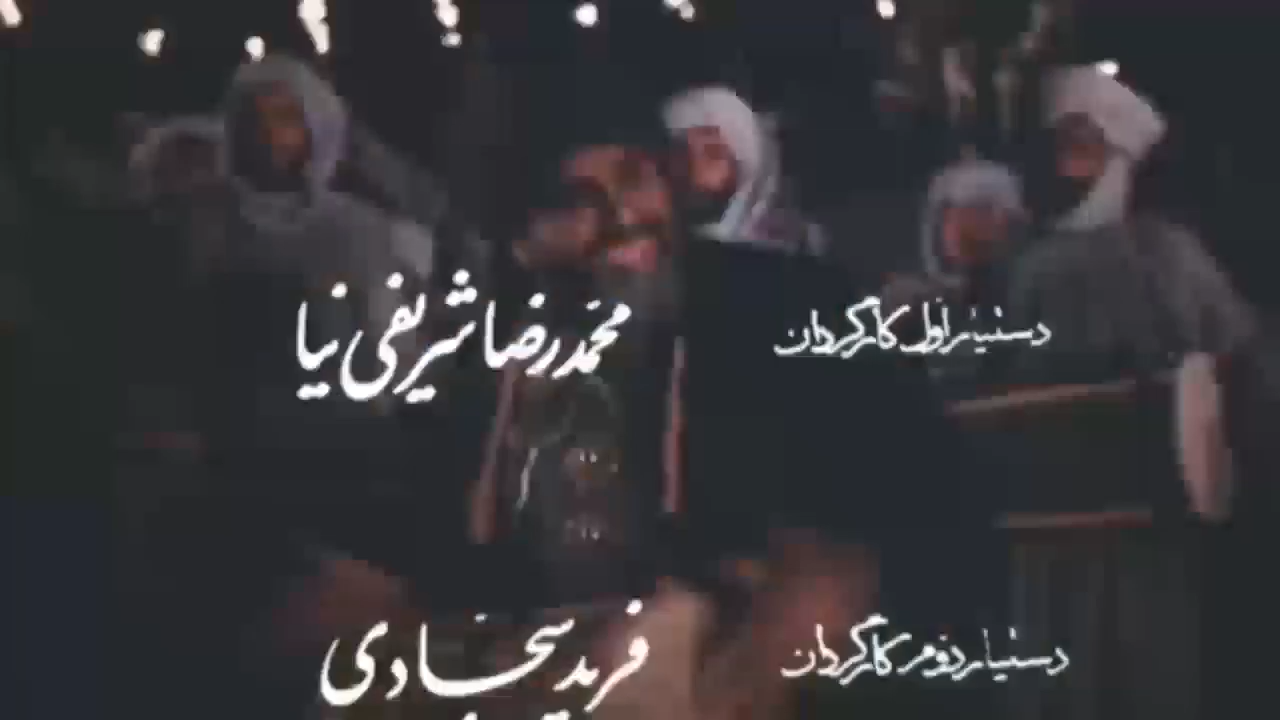 دستیار اول کارگردان محمدرضا شریفی نیا
دستیار دوم کارگردان فرید سجادی